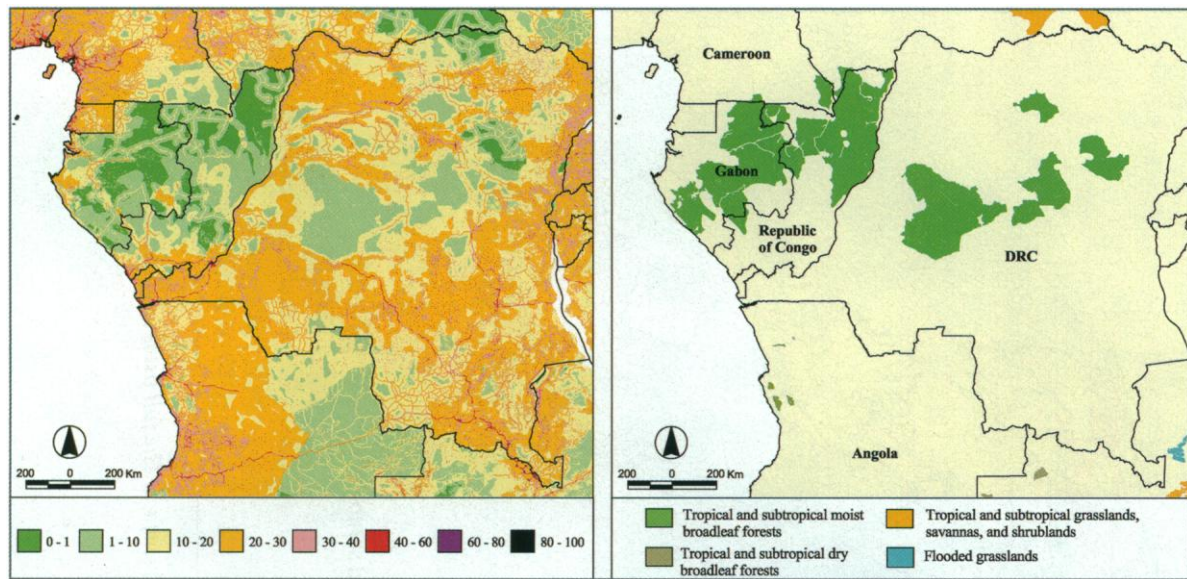 200 0 200 Km
0 - 1
1 - 10
10 - 20
20 - 30
30 - 40
40 - 60
60 - 80
80 - 100
Cameroon
Gabon
Republic
of Congo
DRC
Angola
200 0 200 Km
Tropical and subtropical moist
broadleaf forests
Tropical and subtropical dry
broadleaf forests
Tropical and subtropical grasslands,
savannas, and shrublands
Flooded grasslands